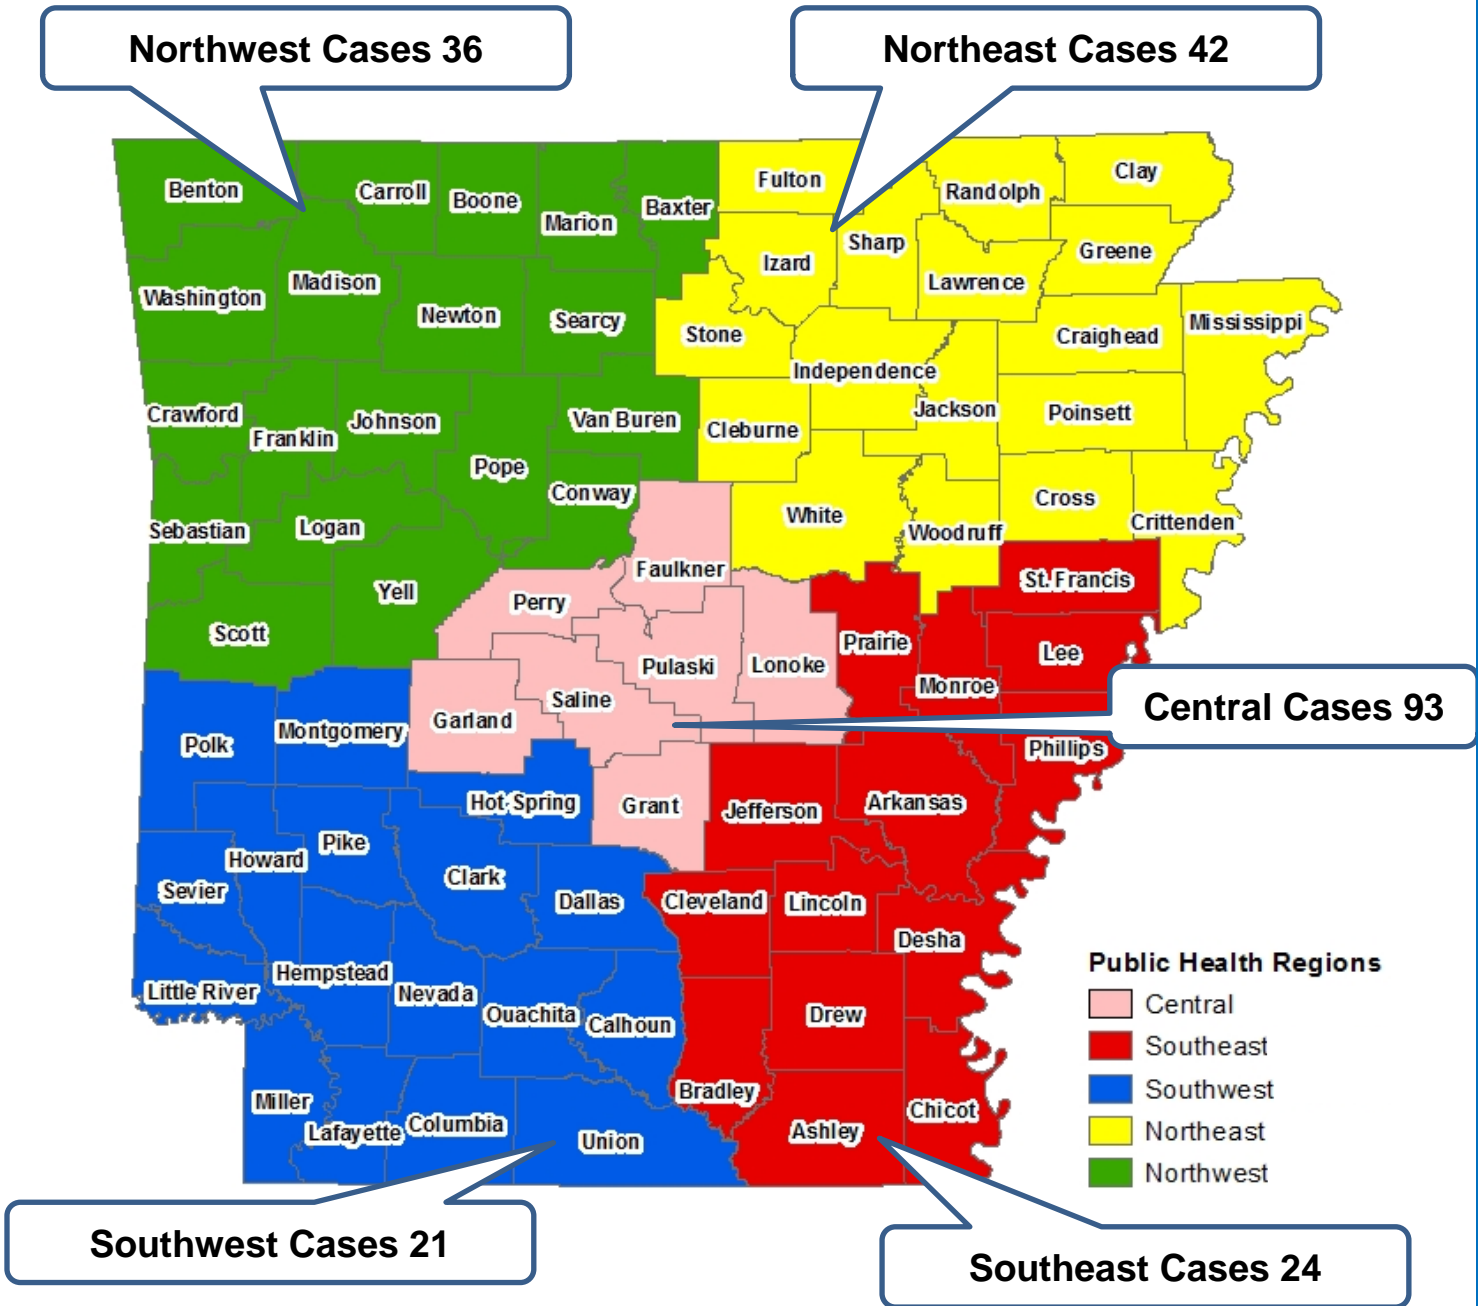 Northwest Cases 36
Northeast Cases 42
Benton
Carroll
Boone
Marion
Baxter
Fulton
Randolph
Clay
Washington
Madison
Newton
Searcy
Izard
Sharp
Lawrence
Greene
Stone
Independence
Craighead
Mississippi
Crawford
Franklin
Johnson
Pope
Van Buren
Conway
Cleburne
Jackson
Poinsett
Sebastian
Logan
White
Woodruff
Cross
Crittenden
Scott
Yell
Perry
Faulkner
St. Francis
Prairie
Lee
Monroe
Pulaski
Lonoke
Saline
Garland
Central Cases 93
Phillips
Polk
Montgomery
Hot Spring
Grant
Jefferson
Arkansas
Howard
Pike
Sevier
Clark
Dallas
Cleveland
Lincoln
Desha
Little River
Hempstead
Nevada
Ouachita
Calhoun
Drew
Bradley
Miller
Lafayette
Columbia
Union
Ashley
Chicot
Public Health Regions
Central
Southeast
Southwest
Northeast
Northwest
Southwest Cases 21
Southeast Cases 24